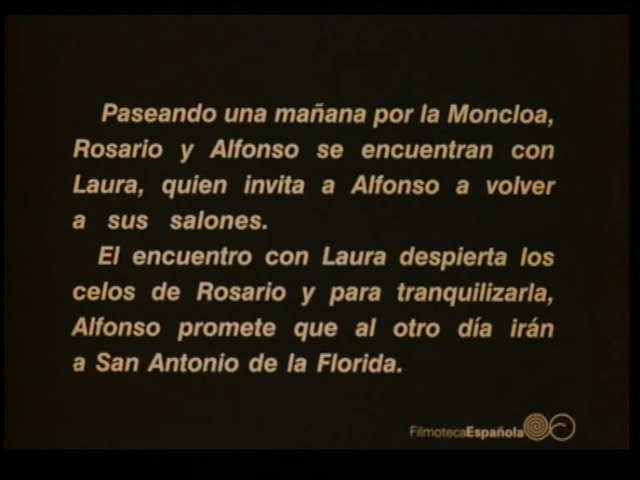 Paseando una mañana por la Moncloa,
Rosario y Alfonso se encuentran con
Laura, quien invita a Alfonso a volver
a sus salones.
El encuentro con Laura despierta los
celos de Rosario y para tranquilizarla,
Alfonso promete que al otro día irán
a San Antonio de la Florida.
FilmotecaEspañola